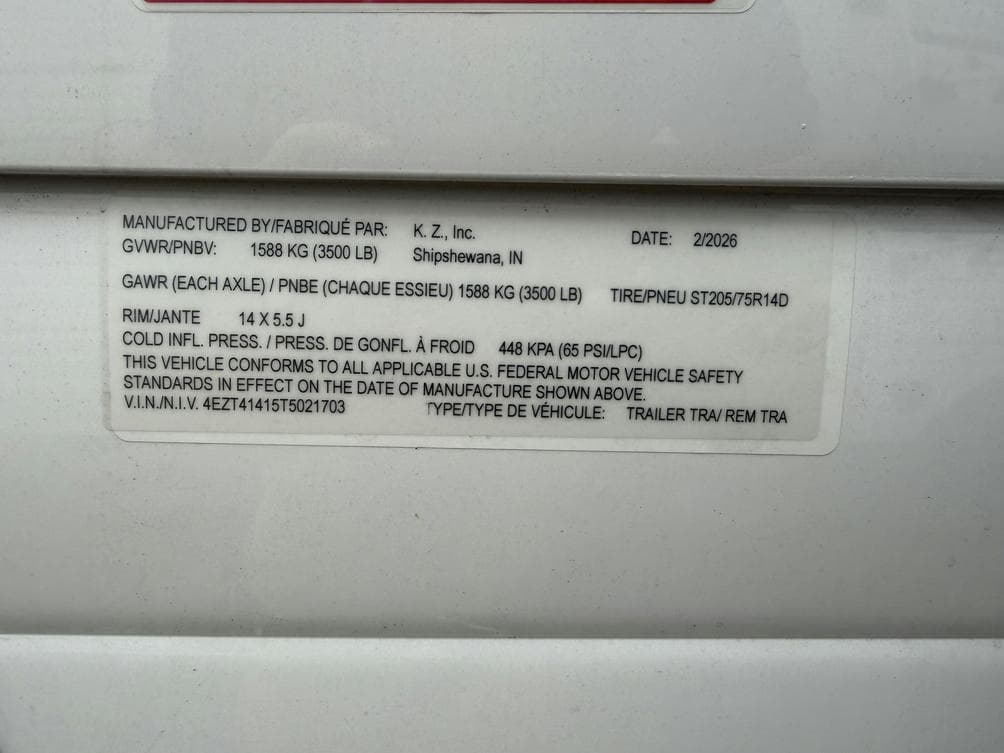 MANUFACTURED BY/FABRIQUÉ PAR: K. Z., Inc. DATE: 2/2026
GVWR/PNBV: 1588 KG (3500 LB) Shipshewana, IN
GAWR (EACH AXLE) / PNBE (CHAQUE ESSIEU) 1588 KG (3500 LB) TIRE/PNEU ST205/75R14D
RIM/JANTE 14 X 5.5 J
COLD INFL. PRESS. / PRESS. DE GONFL. À FROID 448 KPA (65 PSI/LPC)
THIS VEHICLE CONFORMS TO ALL APPLICABLE U.S. FEDERAL MOTOR VEHICLE SAFETY
STANDARDS IN EFFECT ON THE DATE OF MANUFACTURE SHOWN ABOVE.
V.I.N./N.I.V. 4EZT41415T5021703 TYPE/TYPE DE VÉHICULE: TRAILER TRA/ REM TRA